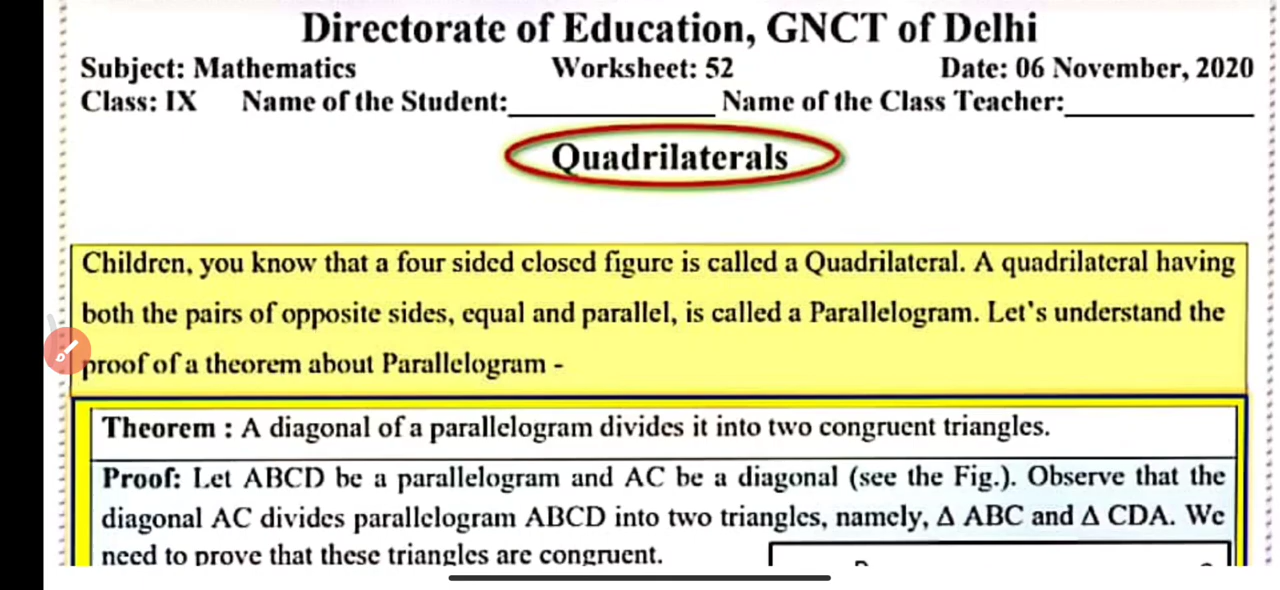 Directorate of Education, GNCT of Delhi
Subject: Mathematics Worksheet: 52 Date: 06 November, 2020
Class: IX Name of the Student:____________ Name of the Class Teacher:____________
Quadrilaterals
Children, you know that a four sided closed figure is called a Quadrilateral. A quadrilateral having
both the pairs of opposite sides, equal and parallel, is called a Parallelogram. Let's understand the
proof of a theorem about Parallelogram -
Theorem : A diagonal of a parallelogram divides it into two congruent triangles.
Proof: Let ABCD be a parallelogram and AC be a diagonal (see the Fig.). Observe that the
diagonal AC divides parallelogram ABCD into two triangles, namely, Δ ABC and Δ CDA. We
need to prove that these triangles are congruent.